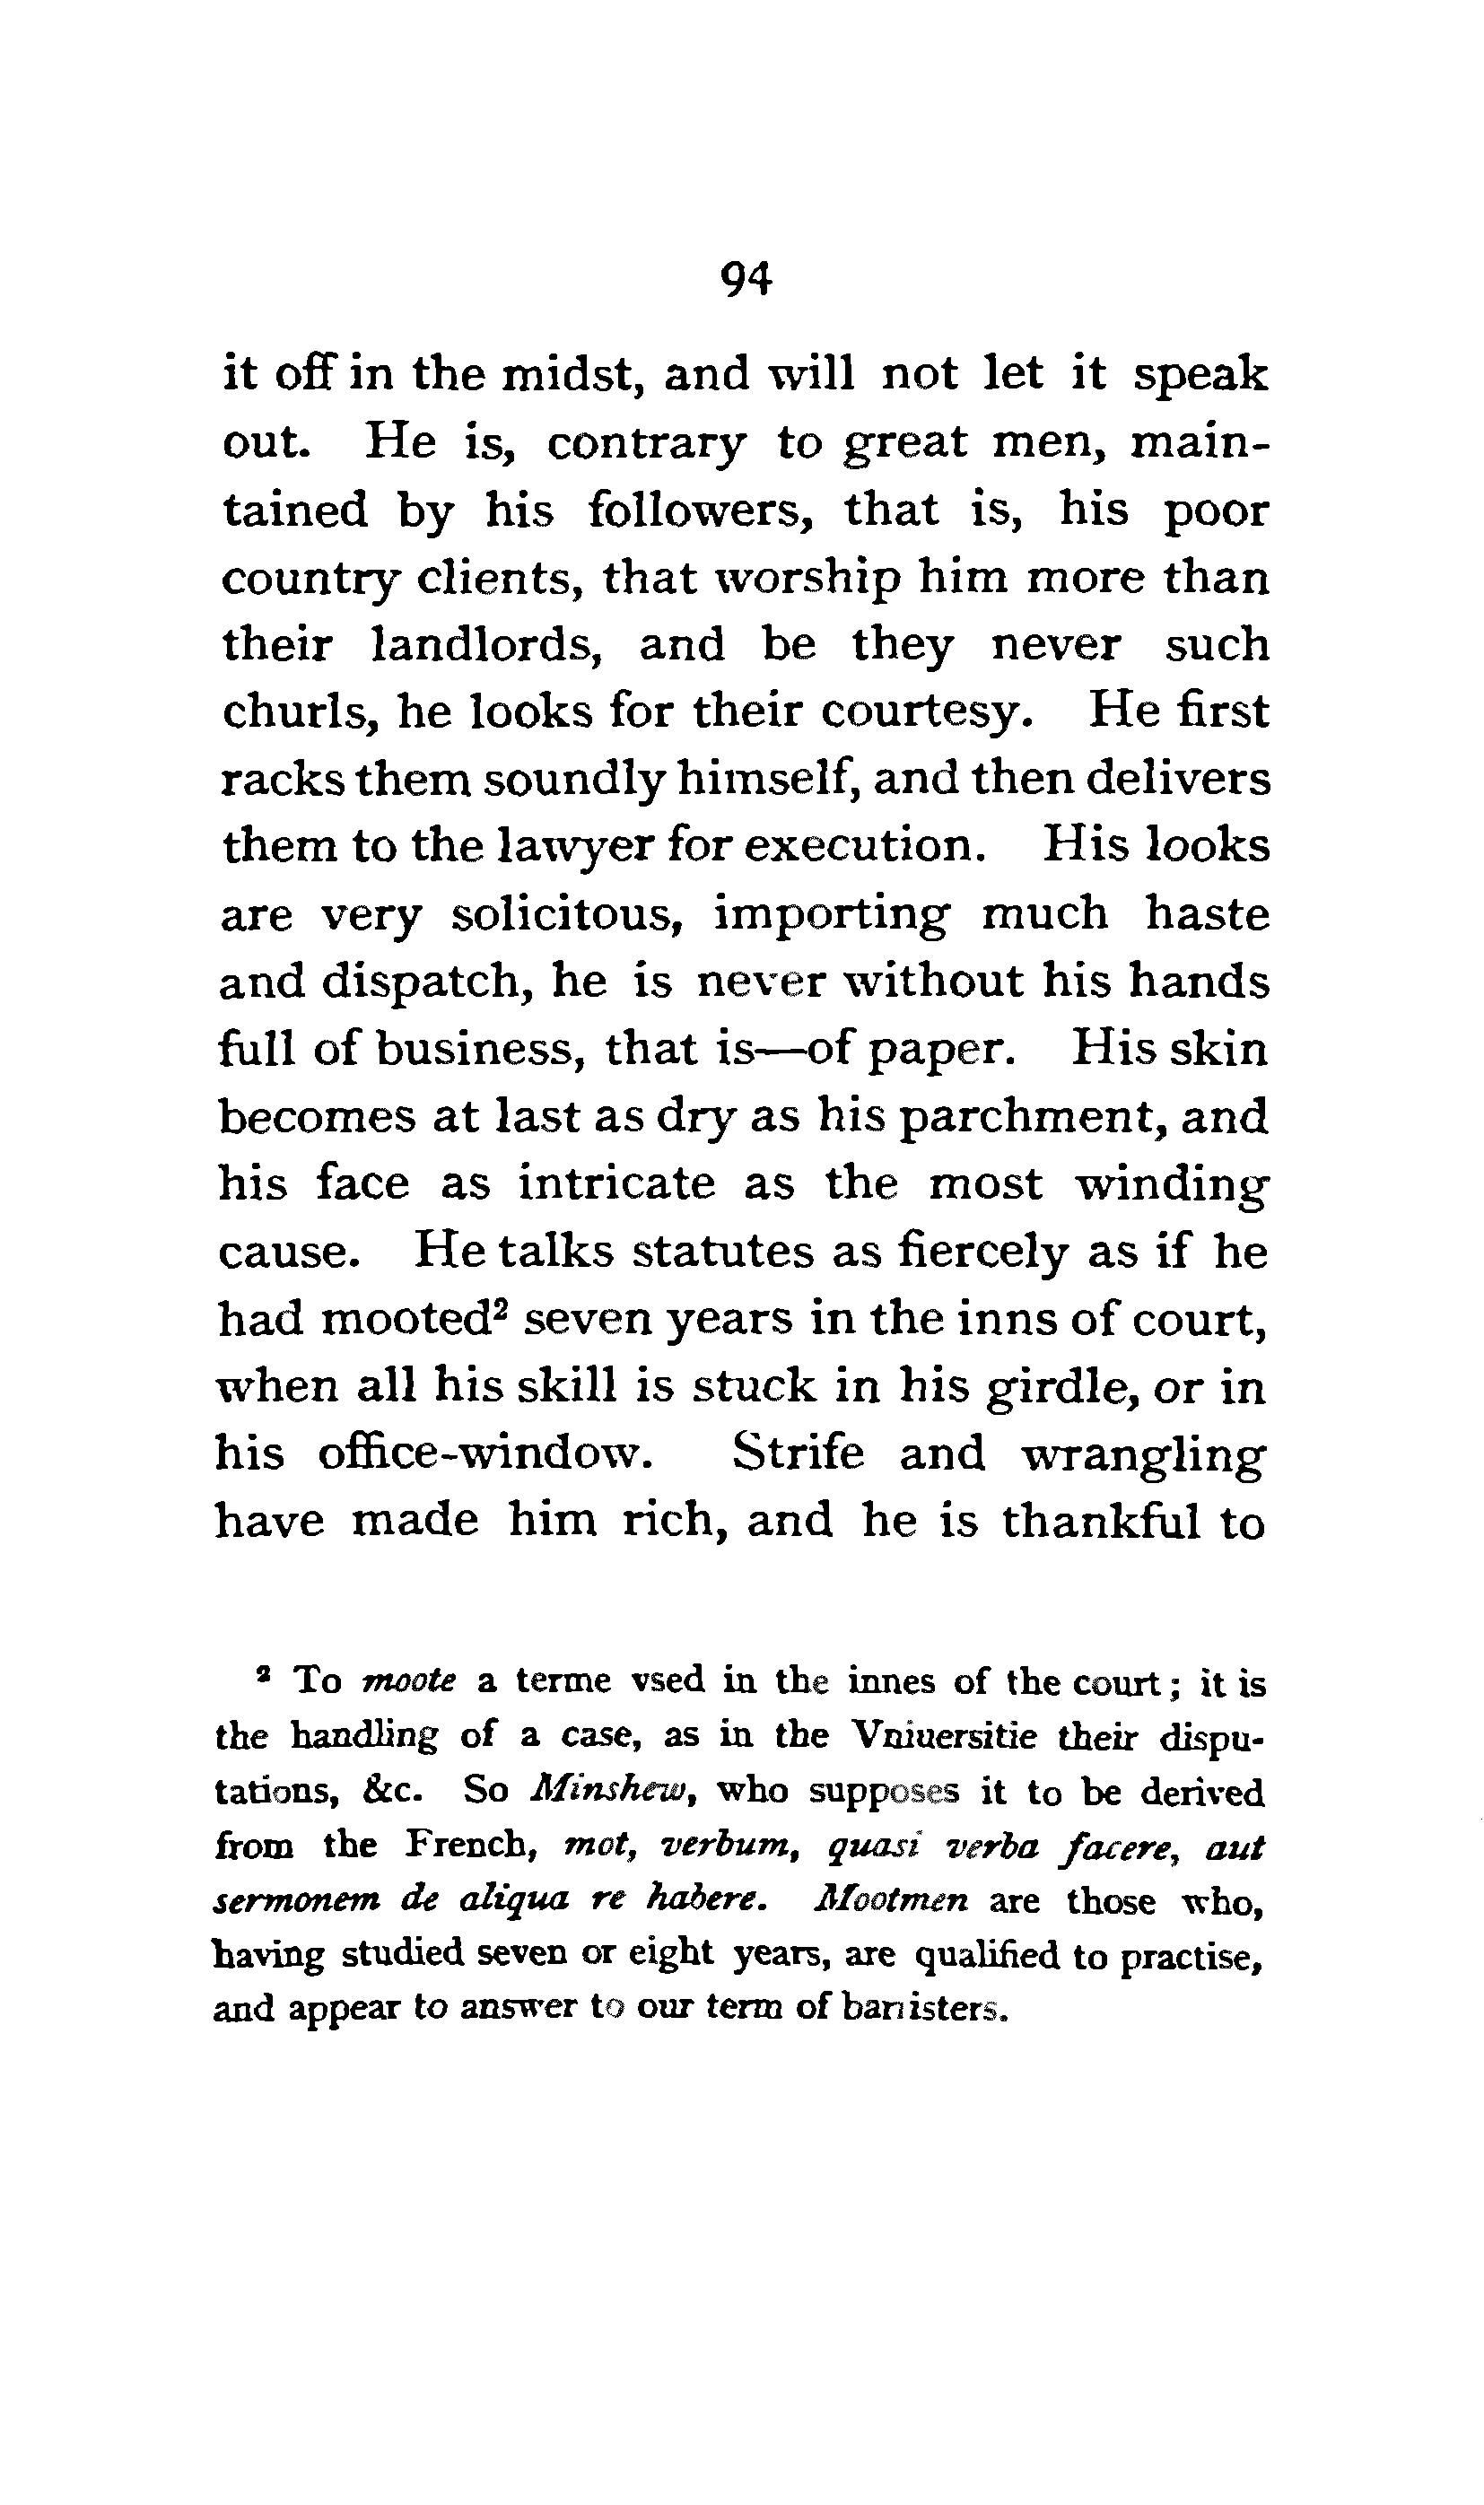 94
it off in the midst, and will not let it speak
out. He is, contrary to great men, main-
tained by his followers, that is, his poor
country clients, that worship him more than
their landlords, and be they never such
churls, he looks for their courtesy. He first
racks them soundly himself, and then delivers
them to the lawyer for execution. His looks
are very solicitous, importing much haste
and dispatch, he is never without his hands
full of business, that is—of paper. His skin
becomes at last as dry as his parchment, and
his face as intricate as the most winding
cause. He talks statutes as fiercely as if he
had mooted² seven years in the inns of court,
when all his skill is stuck in his girdle, or in
his office-window. Strife and wrangling
have made him rich, and he is thankful to
² To moote a terme vsed in the innes of the court; it is
the handling of a case, as in the Vniuersitie their dispu-
tations, &c. So Minshew, who supposes it to be derived
from the French, mot, verbum, quasi verba facere, aut
sermonem de aliqua re habere. Mootmen are those who,
having studied seven or eight years, are qualified to practise,
and appear to answer to our term of barristers.